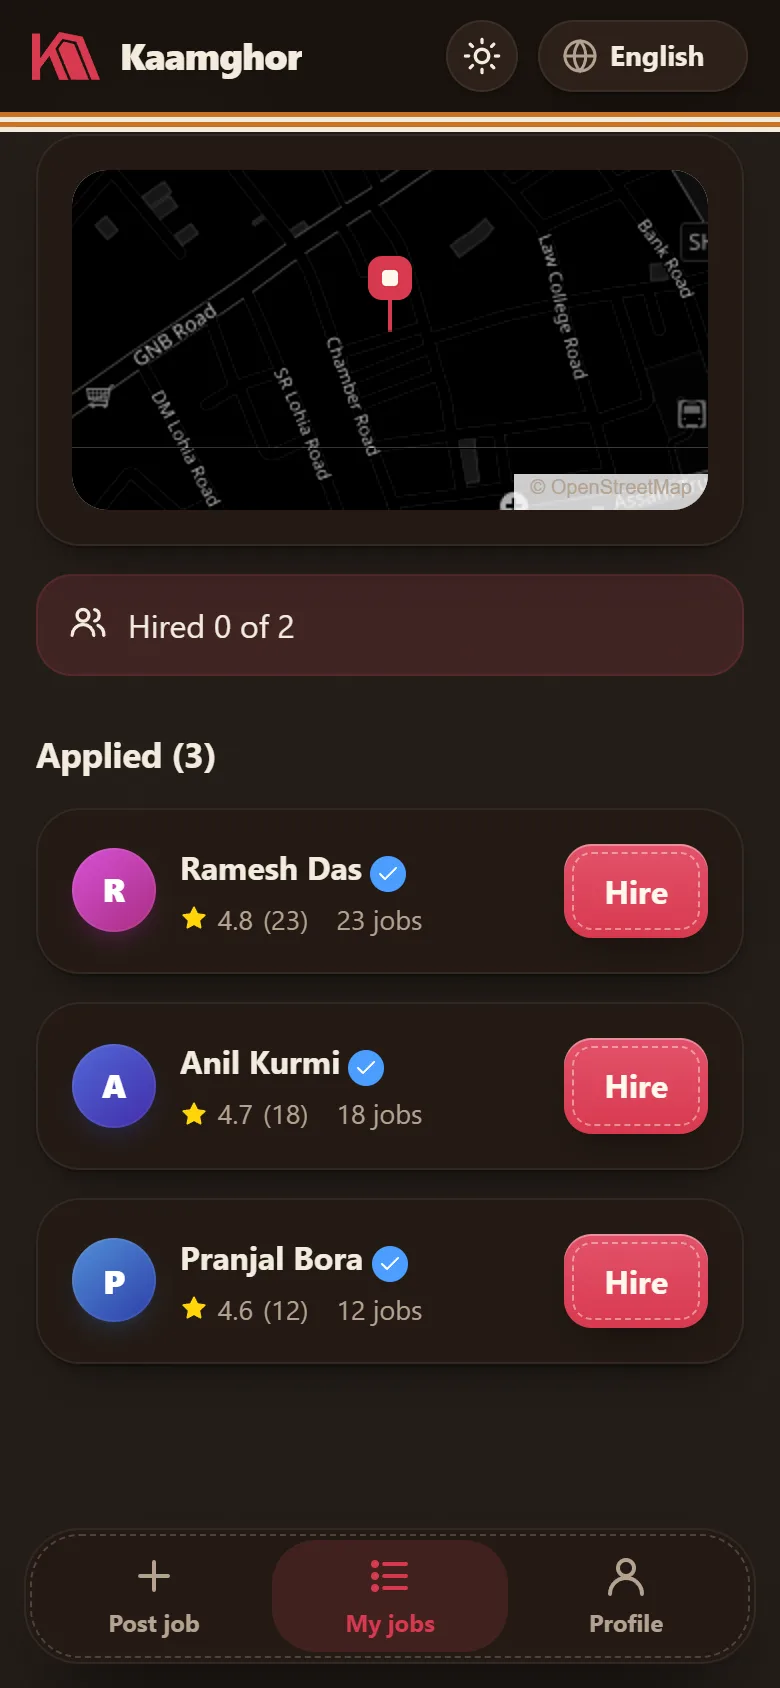 Kaamghor
English
GNB Road
DM Lohia Road
SR Lohia Road
Chamber Road
Law College Road
Bank Road
© OpenStreetMap
Hired 0 of 2
Applied (3)
R
Ramesh Das
4.8 (23) 23 jobs
Hire
A
Anil Kurmi
4.7 (18) 18 jobs
Hire
P
Pranjal Bora
4.6 (12) 12 jobs
Hire
Post job
My jobs
Profile